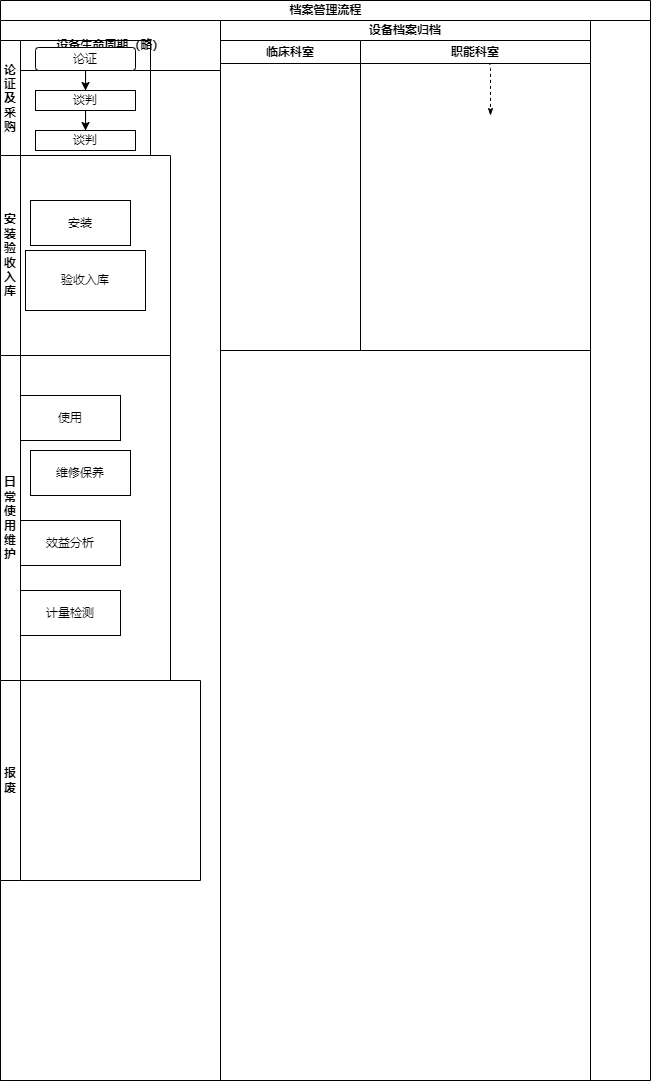 档案管理流程
设备档案归档
设备生命周期（略）
临床科室
职能科室
论证及采购
论证
谈判
谈判
安装验收入库
安装
验收入库
日常使用维护
使用
维修保养
效益分析
计量检测
报废